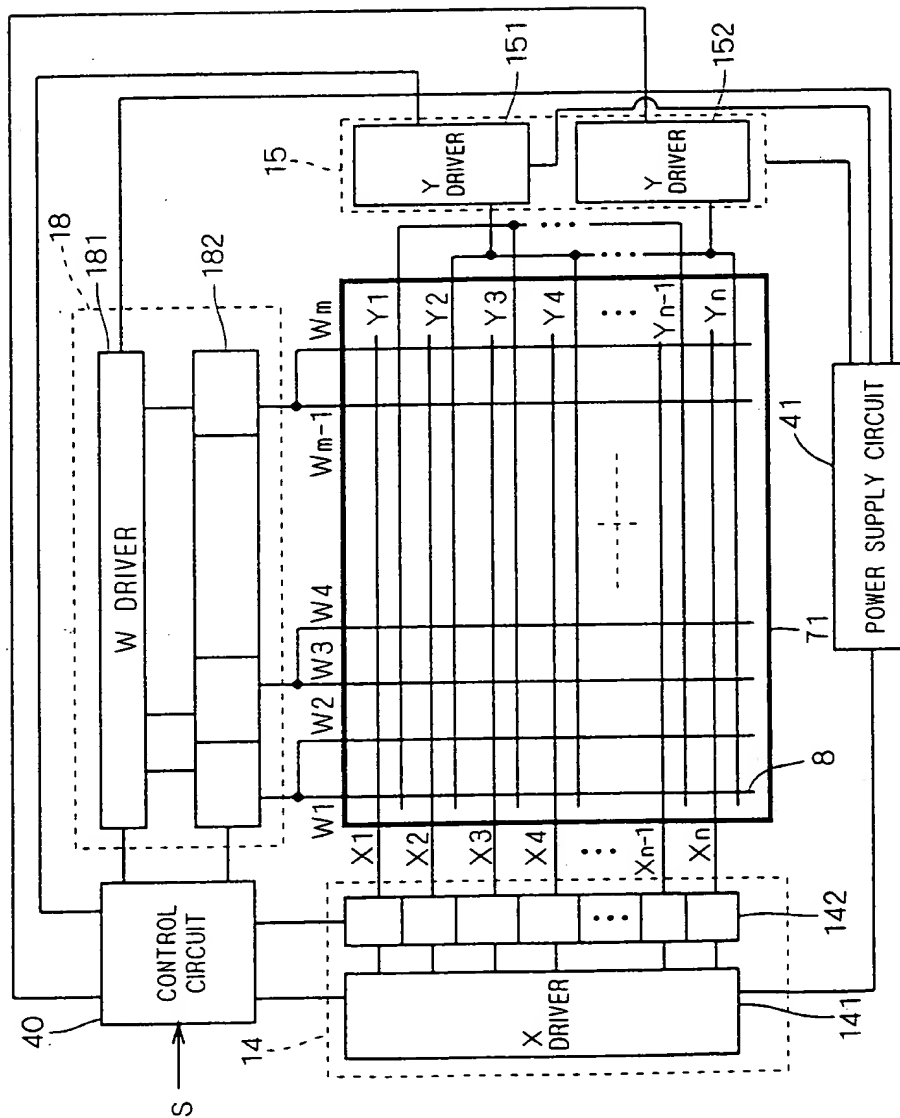 S
40
CONTROL
CIRCUIT
18
181
W DRIVER
182
14
X
DRIVER
141
142
X1
X2
X3
X4
...
Xn-1
Xn
W1
W2
W3
W4
Wm-1
Wm
Y1
Y2
Y3
Y4
...
Yn-1
Yn
8
71
15
Y
DRIVER
151
Y
DRIVER
152
41
POWER SUPPLY CIRCUIT